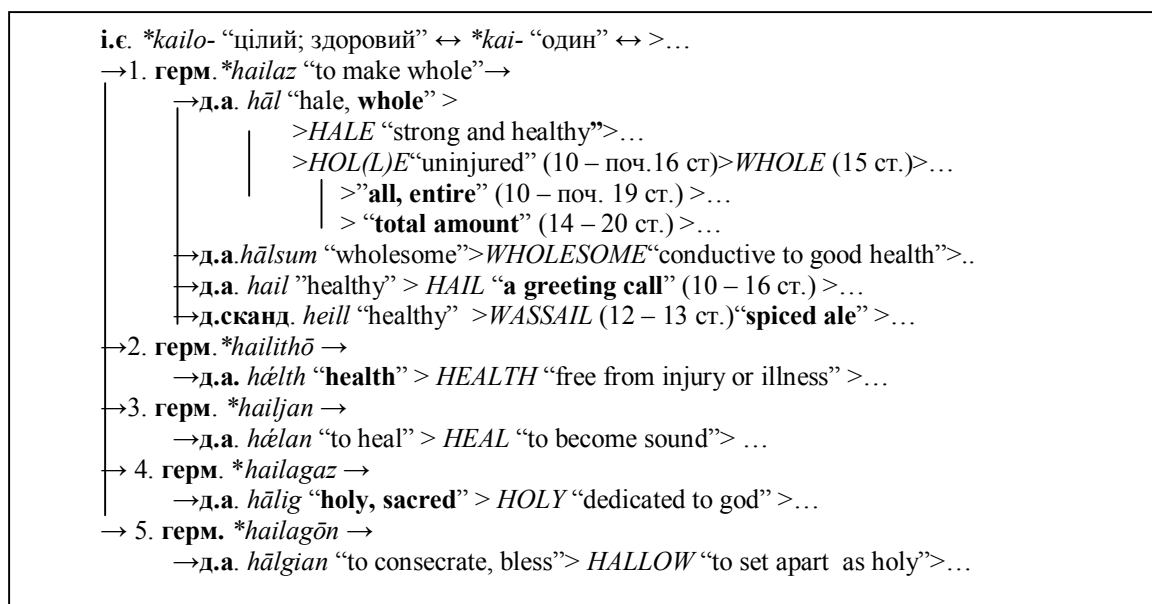 і.є. *kailo- “цілий; здоровий” ↔ *kai- “один” ↔ >…
→1. герм.*hailaz “to make whole”→
→д.а. hāl “hale, whole” >
>HALE “strong and healthy”>…
>HOL(L)E“uninjured” (10 – поч.16 ст)>WHOLE (15 ст.)>…
>”all, entire” (10 – поч. 19 ст.) >…
> “total amount” (14 – 20 ст.) >…
→д.а.hālsum “wholesome”>WHOLESOME“conductive to good health”>..
→д.а. hail ”healthy” > HAIL “a greeting call” (10 – 16 ст.) >…
→д.сканд. heill “healthy” >WASSAIL (12 – 13 ст.)“spiced ale” >…
→2. герм.*hailithō →
→д.а. hǽlth “health” > HEALTH “free from injury or illness” >…
→3. герм. *hailjan →
→д.а. hǽlan “to heal” > HEAL “to become sound”> …
→ 4. герм. *hailagaz →
→д.а. hālig “holy, sacred” > HOLY “dedicated to god” >…
→ 5. герм. *hailagōn →
→д.а. hālgian “to consecrate, bless”> HALLOW “to set apart as holy”>…